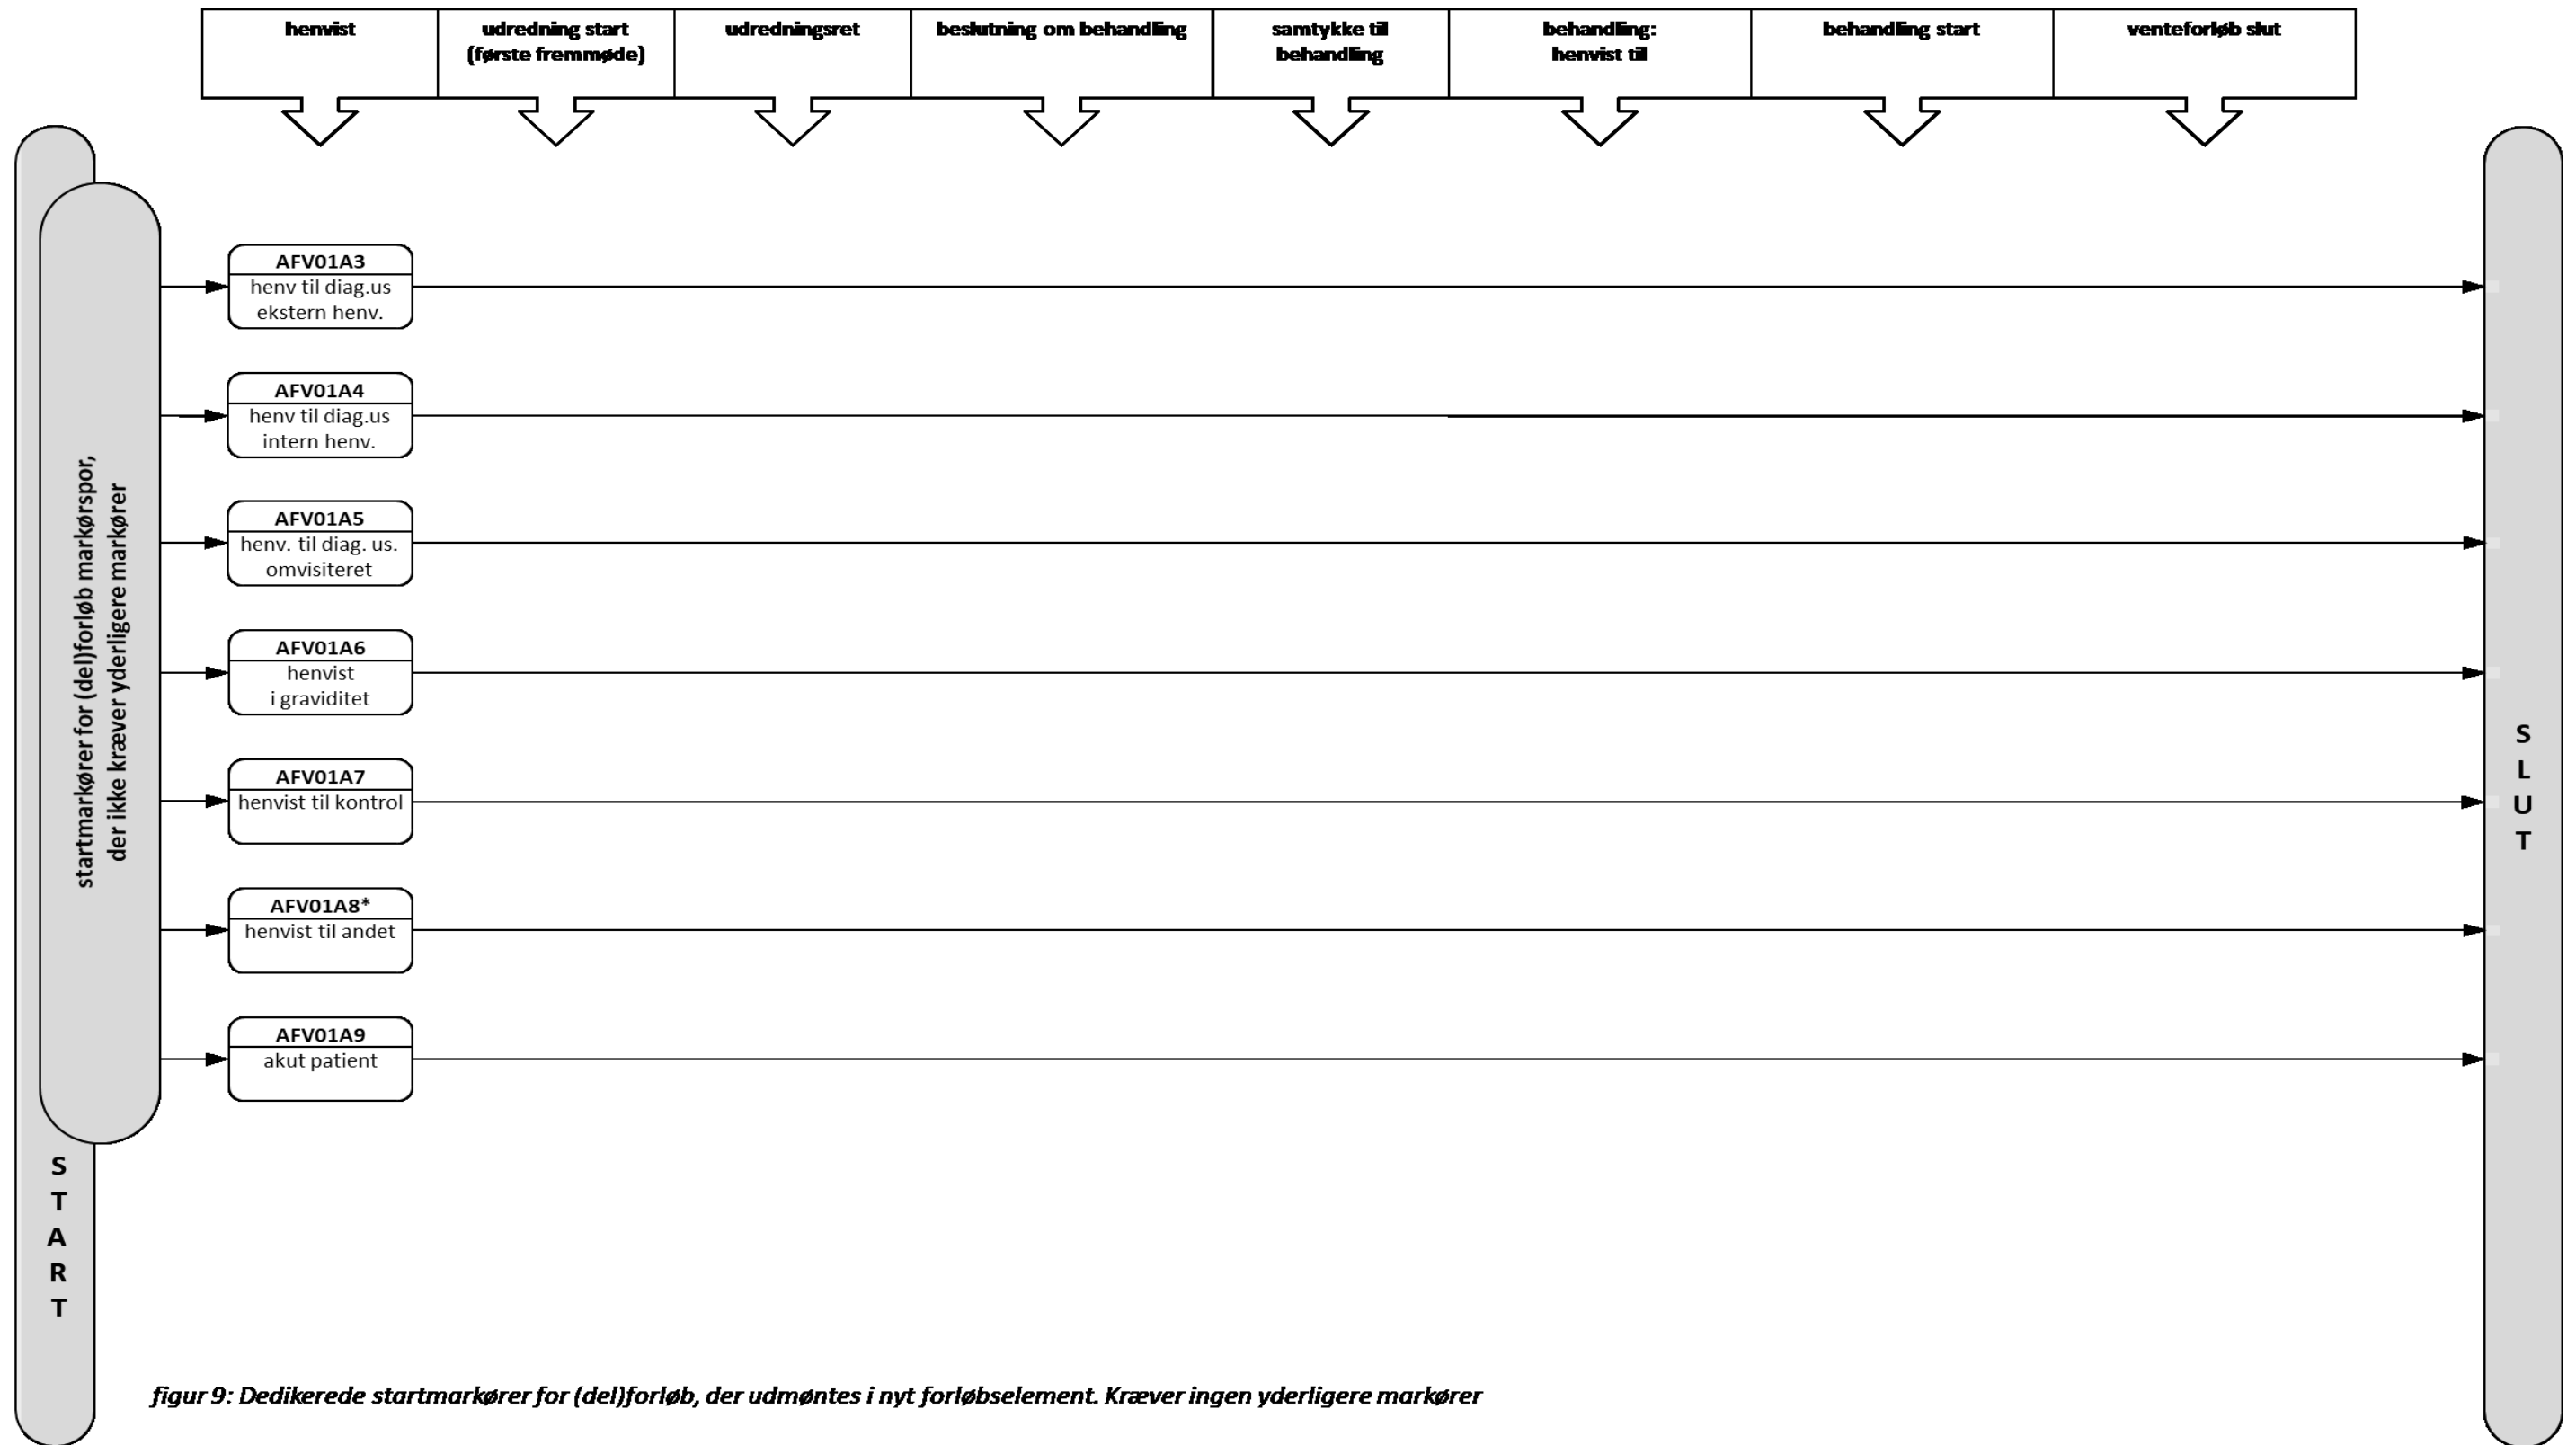 henvist
udredning start
(første fremmøde)
udredningsret
beslutning om behandling
samtykke til
behandling
behandling:
henvist til
behandling start
venteforløb slut
startmarkører for (del)forløb markørspor,
der ikke kræver yderligere markører
AFV01A3
henv til diag.us
ekstern henv.
AFV01A4
henv til diag.us
intern henv.
AFV01A5
henv. til diag. us.
omvisiteret
AFV01A6
henvist
i graviditet
AFV01A7
henvist til kontrol
AFV01A8*
henvist til andet
AFV01A9
akut patient
START
SLUT
figur 9: Dedikerede startmarkører for (del)forløb, der udmøntes i nyt forløbselement. Kræver ingen yderligere markører